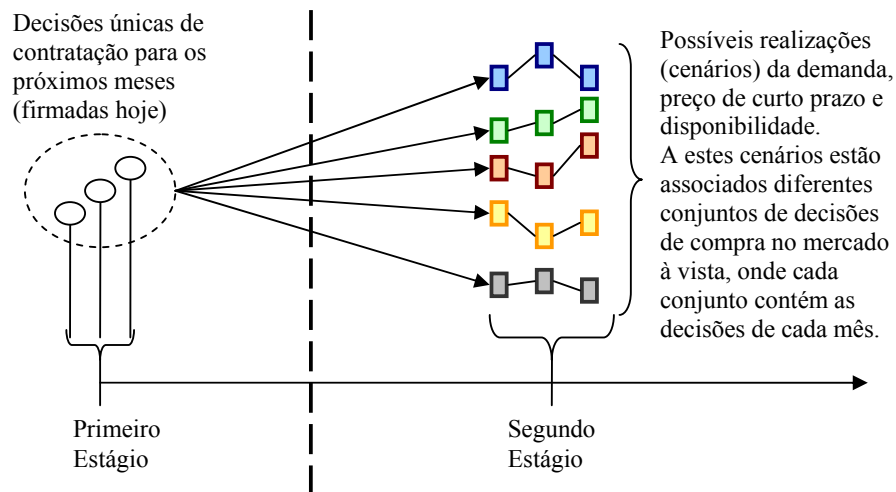 Decisões únicas de
contratação para os
próximos meses
(firmadas hoje)
Possíveis realizações
(cenários) da demanda,
preço de curto prazo e
disponibilidade.
A estes cenários estão
associados diferentes
conjuntos de decisões
de compra no mercado
à vista, onde cada
conjunto contém as
decisões de cada mês.
Primeiro
Estágio
Segundo
Estágio